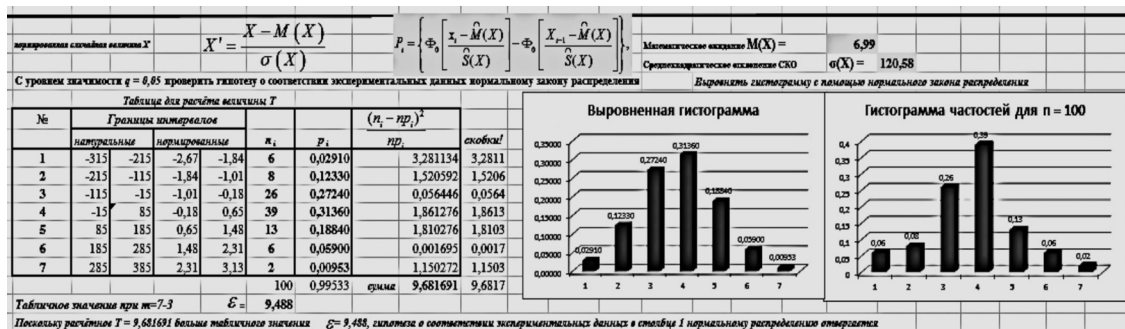 нормированная случайная величина X
X' = X − M (X) / σ (X)
P_i = { Φ_0 [ x_i − M̂(X) / Ŝ(X) ] − Φ_0 [ X_{i-1} − M̂(X) / Ŝ(X) ] },
Математическое ожидание M(X) = 6,99
Среднеквадратическое отклонение СКО σ(X) = 120,58
С уровнем значимости q = 0,05 проверить гипотезу о соответствии экспериментальных данных нормальному закону распределения
Выровнять гистограмму с помощью нормального закона распределения
Таблица для расчёта величины T
№ Границы интервалов (n_i − np_i)^2
натуральные нормированные n_i p_i np_i скобки!
1 -315 -215 -2,67 -1,84 6 0,02910 3,281134 3,2811
2 -215 -115 -1,84 -1,01 8 0,12330 1,520592 1,5206
3 -115 -15 -1,01 -0,18 26 0,27240 0,056446 0,0564
4 -15 85 -0,18 0,65 39 0,31360 1,861276 1,8613
5 85 185 0,65 1,48 13 0,18840 1,810276 1,8103
6 185 285 1,48 2,31 6 0,05900 0,001695 0,0017
7 285 385 2,31 3,13 2 0,00953 1,150272 1,1503
100 0,99533 сумма 9,681691 9,6817
Табличное значение при m=7-3 ε = 9,488
Поскольку расчётное T = 9,681691 больше табличного значения ε = 9,488, гипотеза о соответствии экспериментальных данных в столбце 1 нормальному распределению отвергается
Выровненная гистограмма
0,35000
0,30000
0,25000
0,20000
0,15000
0,10000
0,05000
0,00000
0,02910 0,12330 0,27240 0,31360 0,18840 0,05900 0,00953
1 2 3 4 5 6 7
Гистограмма частостей для n = 100
0,4
0,35
0,3
0,25
0,2
0,15
0,1
0,05
0
0,06 0,08 0,26 0,39 0,13 0,06 0,02
1 2 3 4 5 6 7